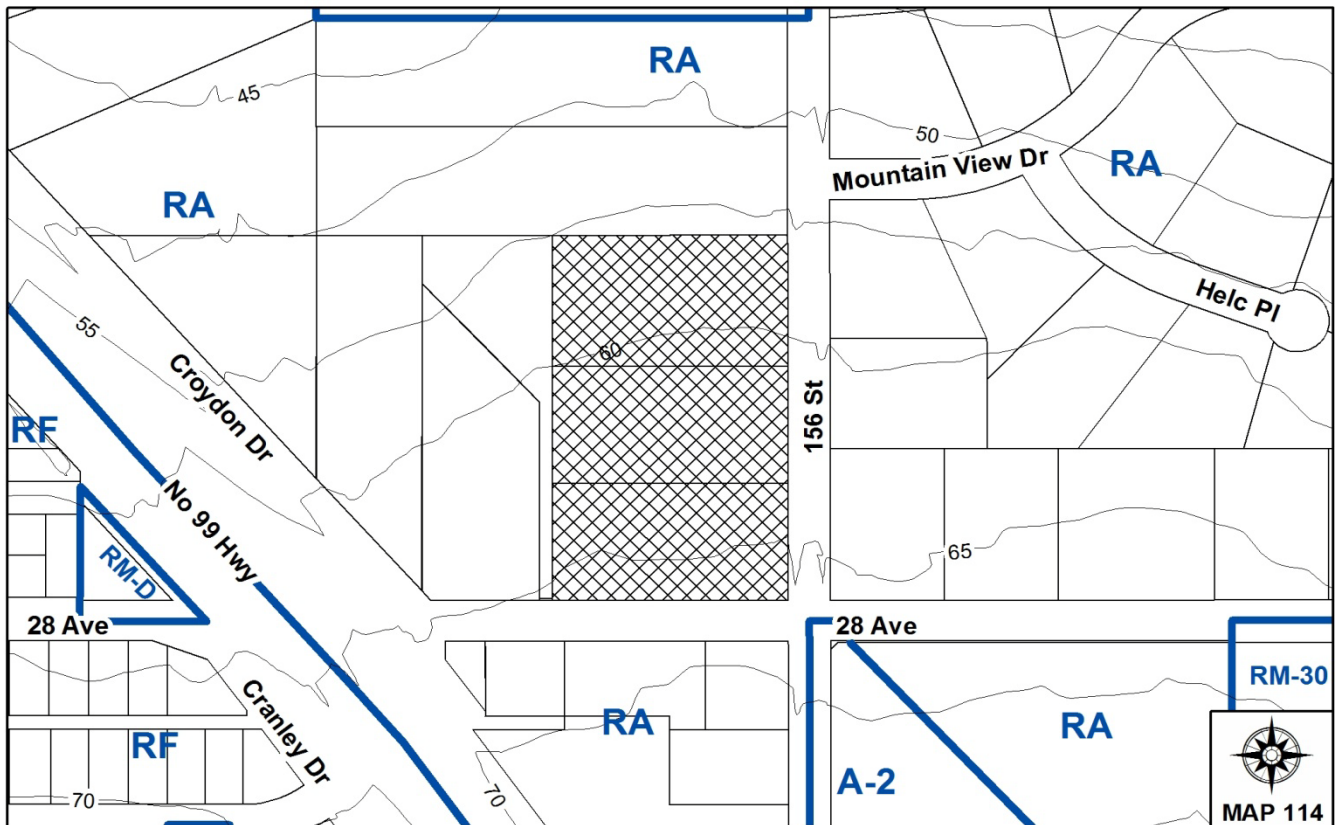 RA
45
50
Mountain View Dr
RA
RA
Helc Pl
55
60
Croydon Dr
156 St
RF
No 99 Hwy
65
RM-D
28 Ave
28 Ave
RM-30
Cranley Dr
RA
RA
RF
A-2
70
70
MAP 114